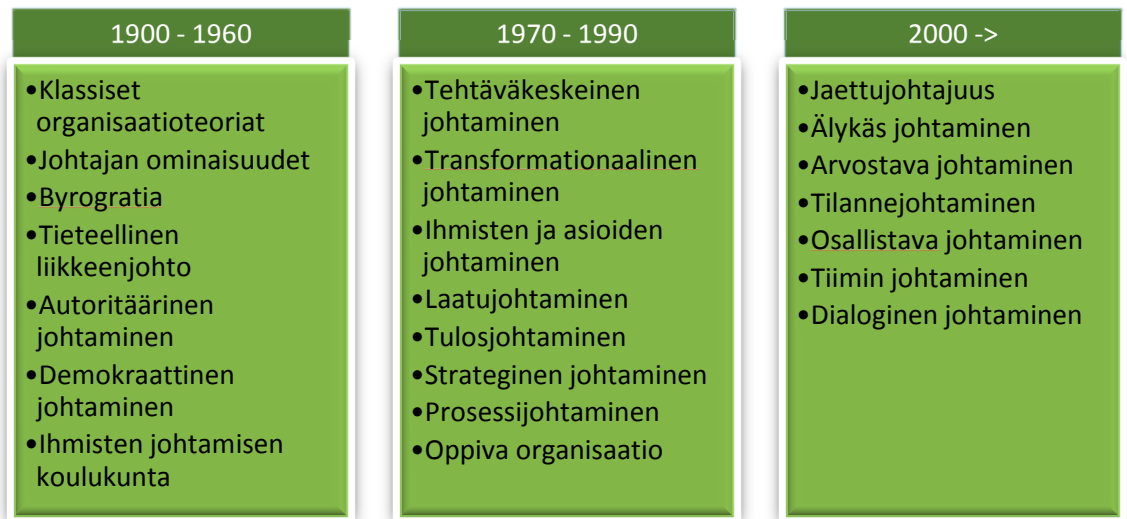 1900 - 1960
•Klassiset
organisaatioteoriat
•Johtajan ominaisuudet
•Byrogratia
•Tieteellinen
liikkeenjohto
•Autoritäärinen
johtaminen
•Demokraattinen
johtaminen
•Ihmisten johtamisen
koulukunta
1970 - 1990
•Tehtäväkeskeinen
johtaminen
•Transformationaalinen
johtaminen
•Ihmisten ja asioiden
johtaminen
•Laatujohtaminen
•Tulosjohtaminen
•Strateginen johtaminen
•Prosessijohtaminen
•Oppiva organisaatio
2000 ->
•Jaettujohtajuus
•Älykäs johtaminen
•Arvostava johtaminen
•Tilannejohtaminen
•Osallistava johtaminen
•Tiimin johtaminen
•Dialoginen johtaminen